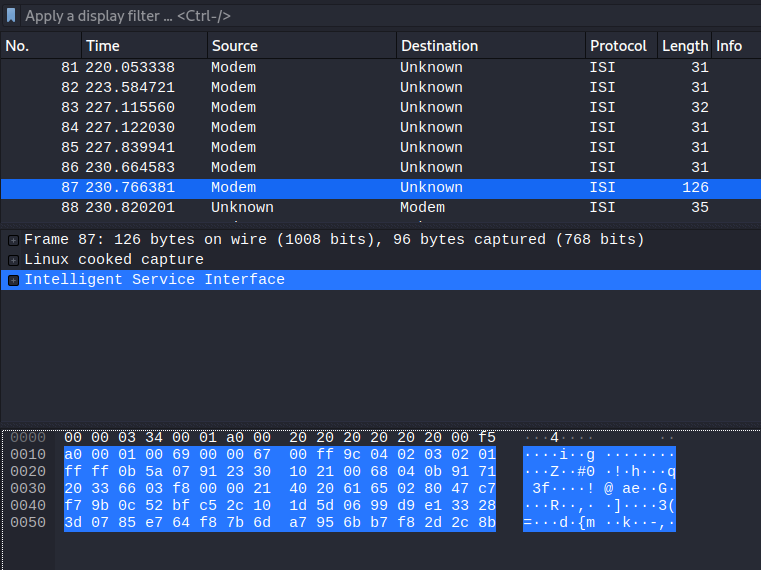 Apply a display filter … <Ctrl-/>
No. Time Source Destination Protocol Length Info
81 220.053338 Modem Unknown ISI 31
82 223.584721 Modem Unknown ISI 31
83 227.115560 Modem Unknown ISI 32
84 227.122030 Modem Unknown ISI 31
85 227.839941 Modem Unknown ISI 31
86 230.664583 Modem Unknown ISI 31
87 230.766381 Modem Unknown ISI 126
88 230.820201 Unknown Modem ISI 35
Frame 87: 126 bytes on wire (1008 bits), 96 bytes captured (768 bits)
Linux cooked capture
Intelligent Service Interface
0000 00 00 03 34 00 01 a0 00 20 20 20 20 20 20 00 f5 ···4···· ··
0010 a0 00 01 00 69 00 00 67 00 ff 9c 04 02 03 02 01 ····i··g ········
0020 ff ff 0b 5a 07 91 23 30 10 21 00 68 04 0b 91 71 ···Z··#0 ·!·h···q
0030 20 33 66 03 f8 00 00 21 40 20 61 65 02 80 47 c7 3f····! @ ae··G·
0040 f7 9b 0c 52 bf c5 2c 10 1d 5d 06 99 d9 e1 33 28 ···R··,· ·]····3(
0050 3d 07 85 e7 64 f8 7b 6d a7 95 6b b7 f8 2d 2c 8b =···d·{m ··k··-,·